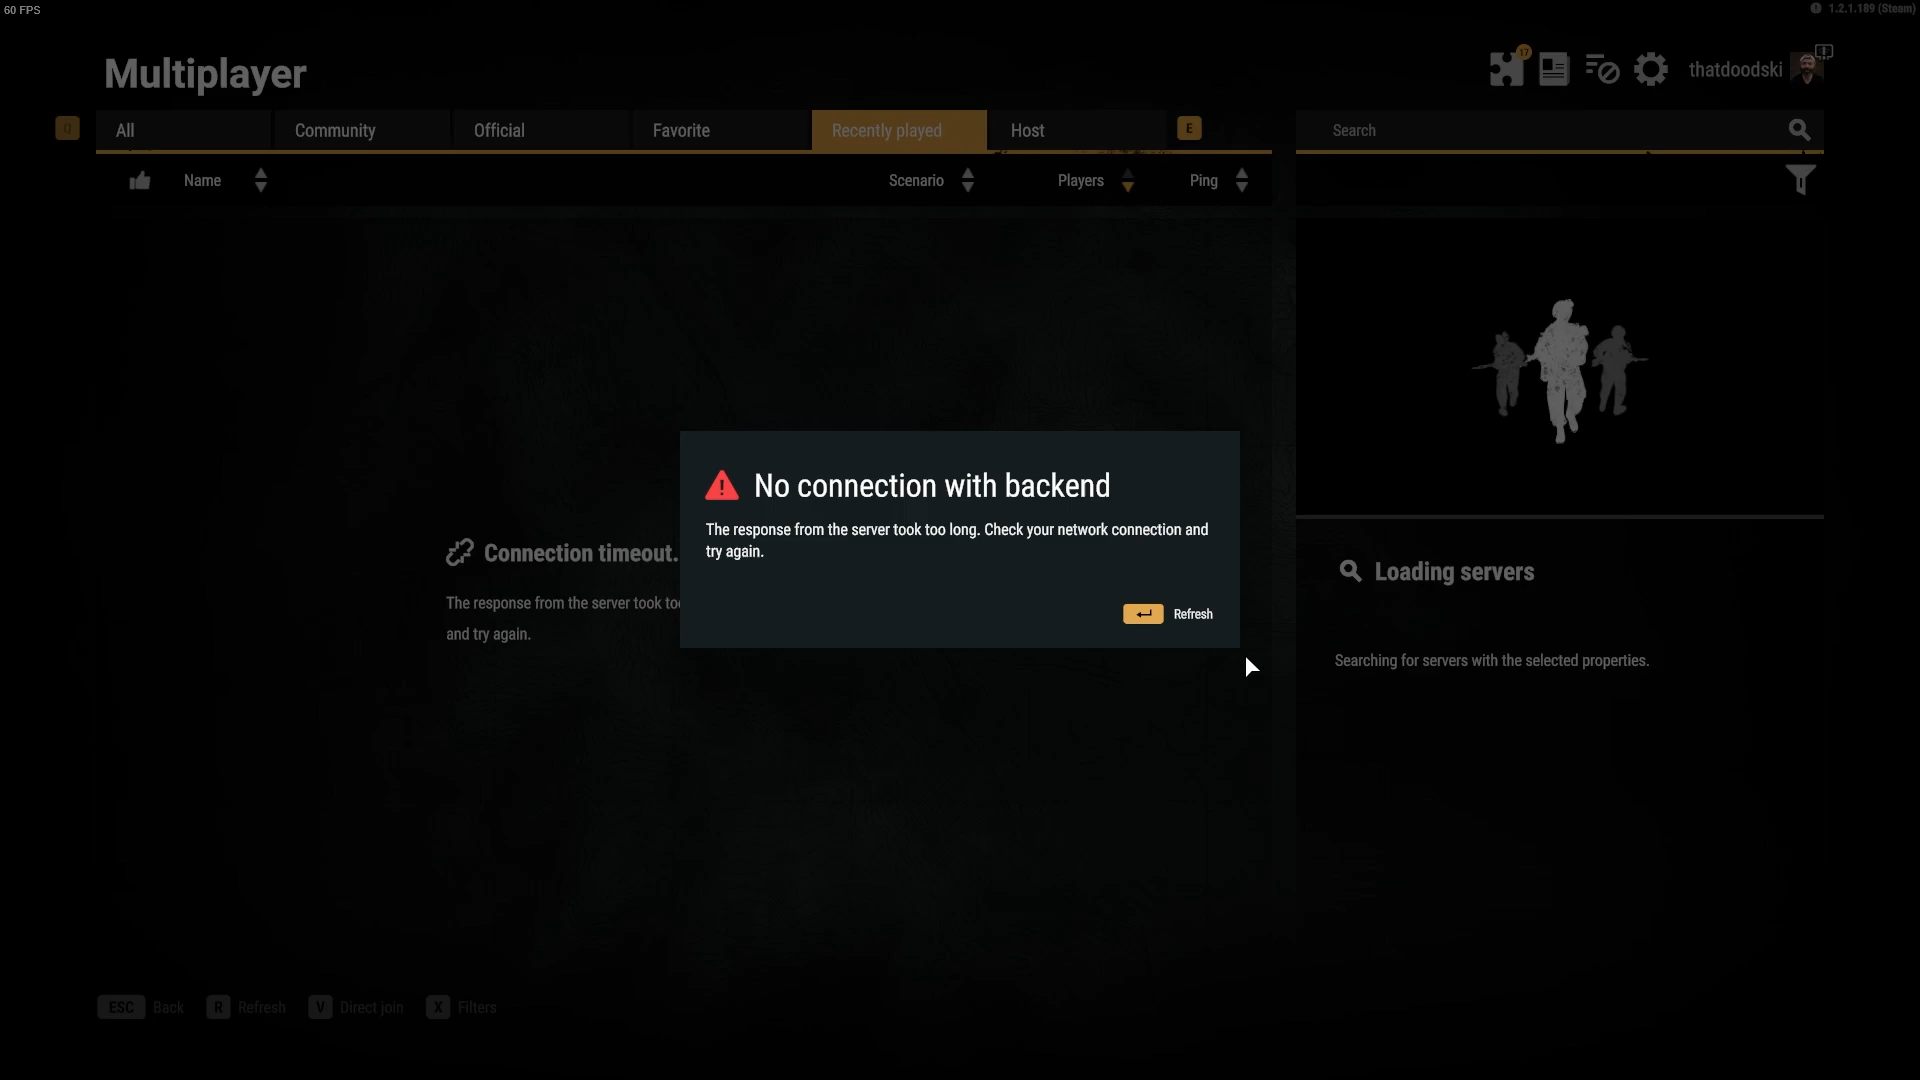 60 FPS
1.2.1.189 (Steam)
Multiplayer
17
thatdoodski
Q
All
Community
Official
Favorite
Recently played
Host
E
Search
Name
Scenario
Players
Ping
No connection with backend
The response from the server took too long. Check your network connection and
try again.
Refresh
Connection timeout.
The response from the server took too
and try again.
Loading servers
Searching for servers with the selected properties.
ESC Back R Refresh V Direct join X Filters